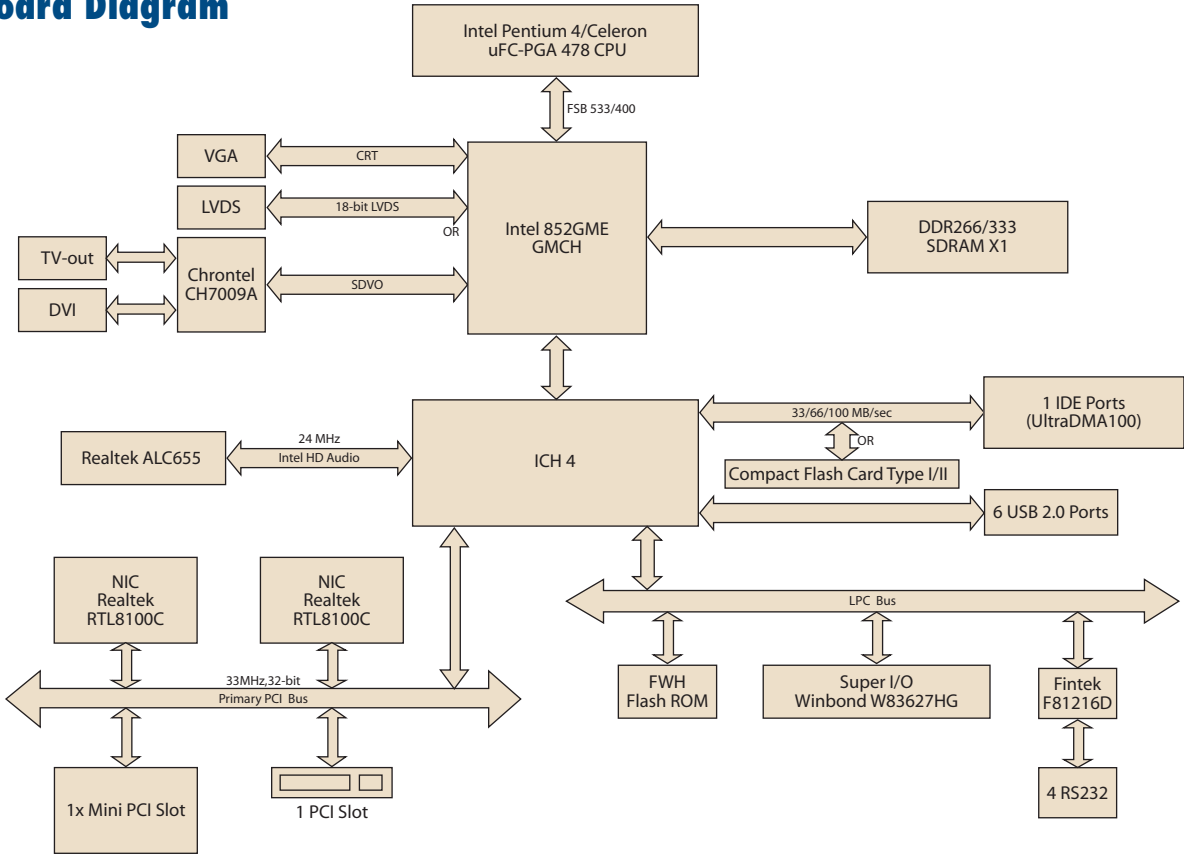 oard Diagram
Intel Pentium 4/Celeron
uFC-PGA 478 CPU
FSB 533/400
VGA
CRT
LVDS
18-bit LVDS
OR
Intel 852GME
GMCH
DDR266/333
SDRAM X1
TV-out
Chrontel
CH7009A
SDVO
DVI
33/66/100 MB/sec
1 IDE Ports
(UltraDMA100)
OR
Compact Flash Card Type I/II
Realtek ALC655
24 MHz
Intel HD Audio
ICH 4
6 USB 2.0 Ports
NIC
Realtek
RTL8100C
NIC
Realtek
RTL8100C
LPC Bus
33MHz,32-bit
Primary PCI Bus
FWH
Flash ROM
Super I/O
Winbond W83627HG
Fintek
F81216D
1x Mini PCI Slot
1 PCI Slot
4 RS232